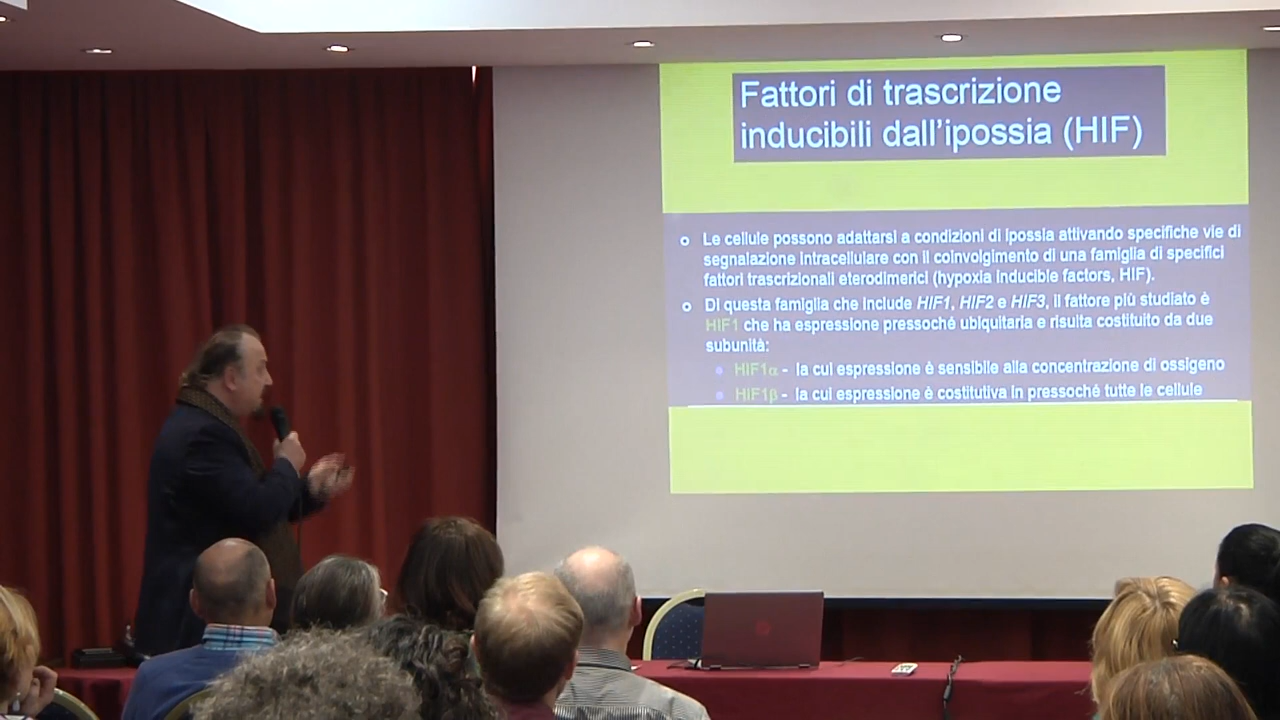 Fattori di trascrizione
inducibili dall'ipossia (HIF)
Le cellule possono adattarsi a condizioni di ipossia attivando specifiche vie di
segnalazione intracellulare con il coinvolgimento di una famiglia di specifici
fattori trascrizionali eterodimerici (hypoxia inducible factors, HIF).
Di questa famiglia che include HIF1, HIF2 e HIF3, il fattore più studiato è
HIF1 che ha espressione pressoché ubiquitaria e risulta costituito da due
subunità:
HIF1α - la cui espressione è sensibile alla concentrazione di ossigeno
HIF1β - la cui espressione è costitutiva in pressoché tutte le cellule